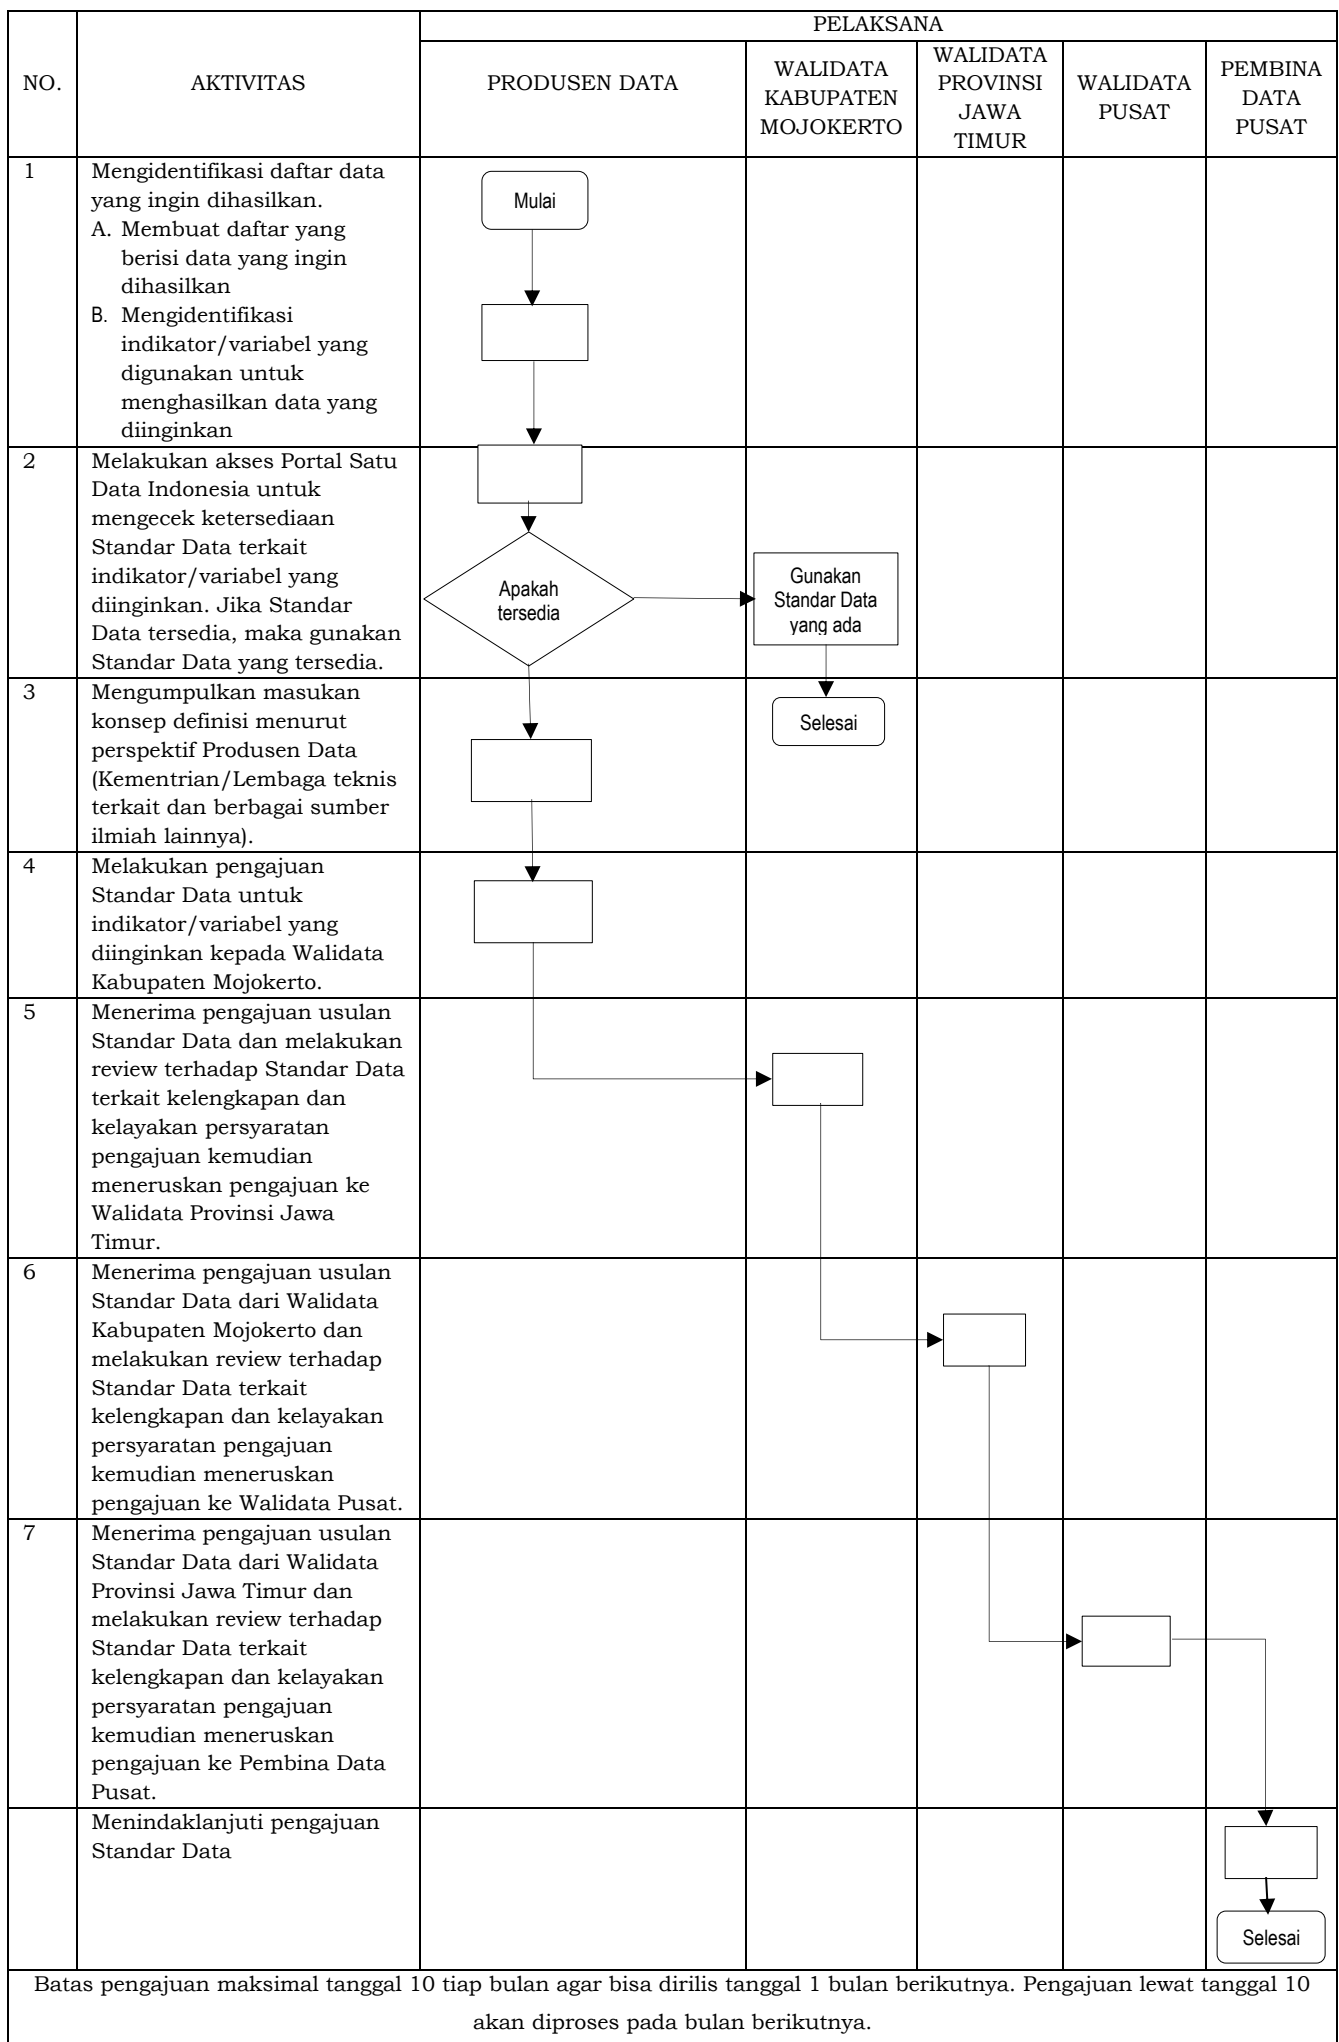 PELAKSANA
NO.
AKTIVITAS
PRODUSEN DATA
WALIDATA
KABUPATEN
MOJOKERTO
WALIDATA
PROVINSI
JAWA
TIMUR
WALIDATA
PUSAT
PEMBINA
DATA
PUSAT
1
Mengidentifikasi daftar data
yang ingin dihasilkan.
A. Membuat daftar yang
berisi data yang ingin
dihasilkan
B. Mengidentifikasi
indikator/variabel yang
digunakan untuk
menghasilkan data yang
diinginkan
Mulai
2
Melakukan akses Portal Satu
Data Indonesia untuk
mengecek ketersediaan
Standar Data terkait
indikator/variabel yang
diinginkan. Jika Standar
Data tersedia, maka gunakan
Standar Data yang tersedia.
Apakah
tersedia
Gunakan
Standar Data
yang ada
3
Mengumpulkan masukan
konsep definisi menurut
perspektif Produsen Data
(Kementrian/Lembaga teknis
terkait dan berbagai sumber
ilmiah lainnya).
Selesai
4
Melakukan pengajuan
Standar Data untuk
indikator/variabel yang
diinginkan kepada Walidata
Kabupaten Mojokerto.
5
Menerima pengajuan usulan
Standar Data dan melakukan
review terhadap Standar Data
terkait kelengkapan dan
kelayakan persyaratan
pengajuan kemudian
meneruskan pengajuan ke
Walidata Provinsi Jawa
Timur.
6
Menerima pengajuan usulan
Standar Data dari Walidata
Kabupaten Mojokerto dan
melakukan review terhadap
Standar Data terkait
kelengkapan dan kelayakan
persyaratan pengajuan
kemudian meneruskan
pengajuan ke Walidata Pusat.
7
Menerima pengajuan usulan
Standar Data dari Walidata
Provinsi Jawa Timur dan
melakukan review terhadap
Standar Data terkait
kelengkapan dan kelayakan
persyaratan pengajuan
kemudian meneruskan
pengajuan ke Pembina Data
Pusat.
Menindaklanjuti pengajuan
Standar Data
Selesai
Batas pengajuan maksimal tanggal 10 tiap bulan agar bisa dirilis tanggal 1 bulan berikutnya. Pengajuan lewat tanggal 10
akan diproses pada bulan berikutnya.